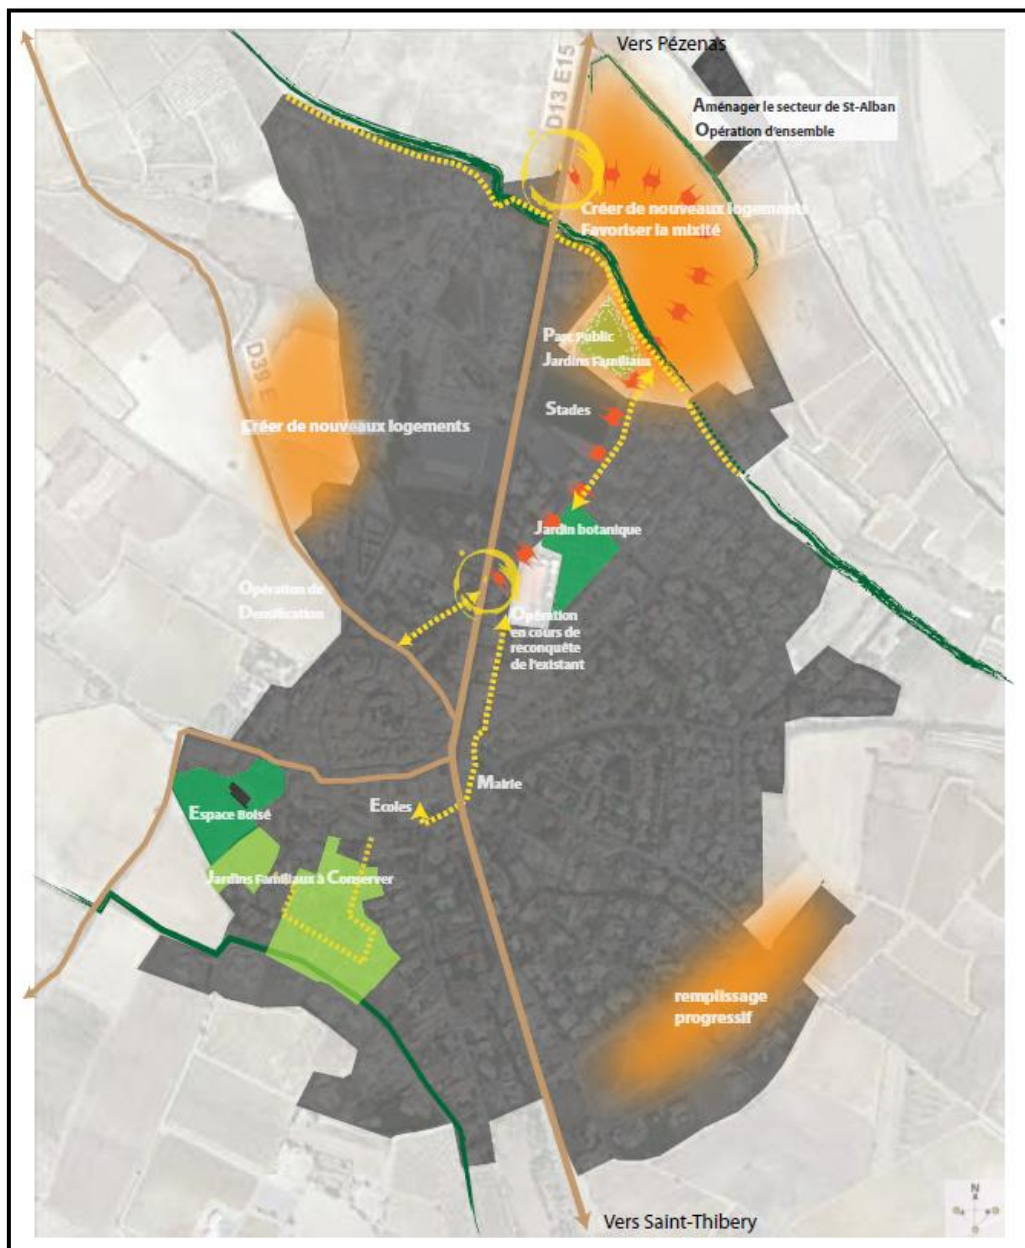 Vers Pézenas
D13 E15
Aménager le secteur de St-Alban
Opération d'ensemble
Créer de nouveaux logements
Favoriser la mixité
Parc Public
Jardins Familiaux
D39 E
Stades
Créer de nouveaux logements
Jardin botanique
Opération de
Densification
Opération
en cours de
reconquête
de l'existant
Mairie
Ecoles
Espace Boisé
Jardins Familiaux à Conserver
remplissage
progressif
Vers Saint-Thibery
N